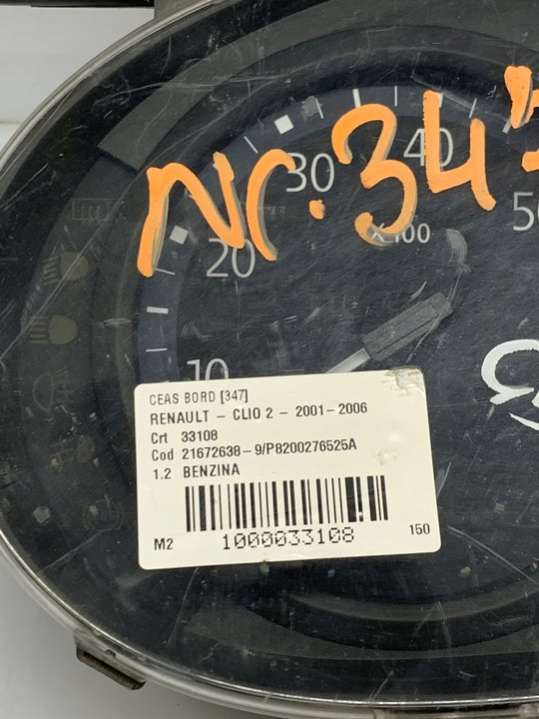 Nr. 34
30
40
50
x 100
20
10
CEAS BORD [347]
RENAULT - CLIO 2 - 2001-2006
Crt 33108
Cod 21672638-9/P8200276525A
1.2 BENZINA
M2 1000033108 150